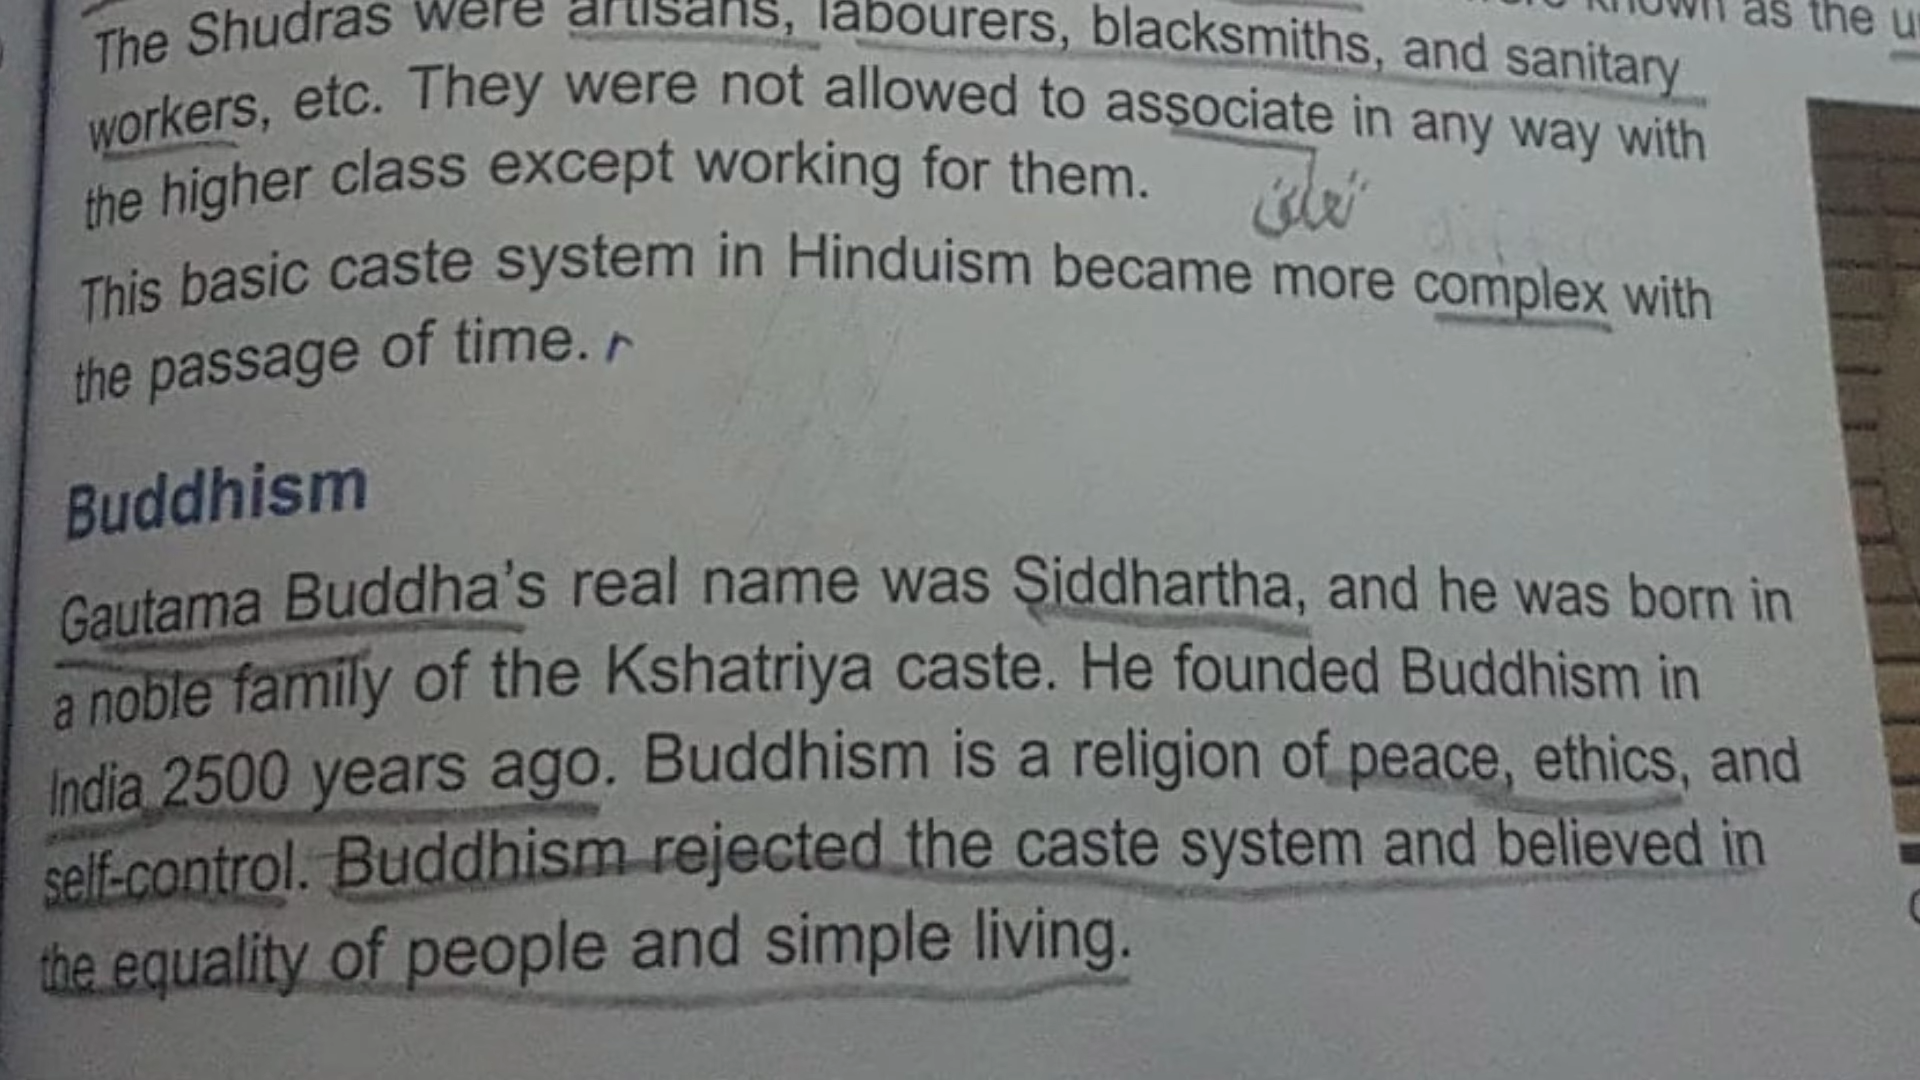 known as the
The Shudras were artisans, labourers, blacksmiths, and sanitary
workers, etc. They were not allowed to associate in any way with
the higher class except working for them.
تعلق
This basic caste system in Hinduism became more complex with
the passage of time.
Buddhism
Gautama Buddha's real name was Siddhartha, and he was born in
a noble family of the Kshatriya caste. He founded Buddhism in
India 2500 years ago. Buddhism is a religion of peace, ethics, and
self-control. Buddhism rejected the caste system and believed in
the equality of people and simple living.